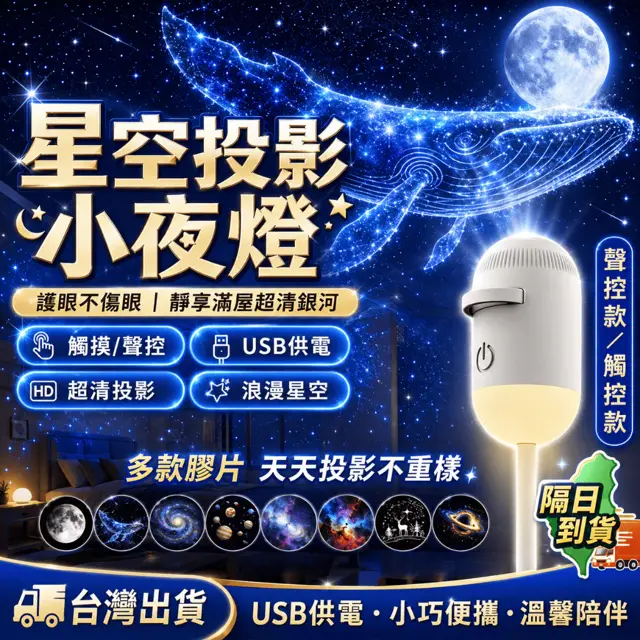 星空投影
小夜燈
護眼不傷眼 | 靜享滿屋超清銀河
觸摸/聲控
USB供電
HD 超清投影
浪漫星空
聲控款/觸控款
多款膠片 天天投影不重樣
隔日
到貨
台灣出貨
USB供電·小巧便攜·溫馨陪伴